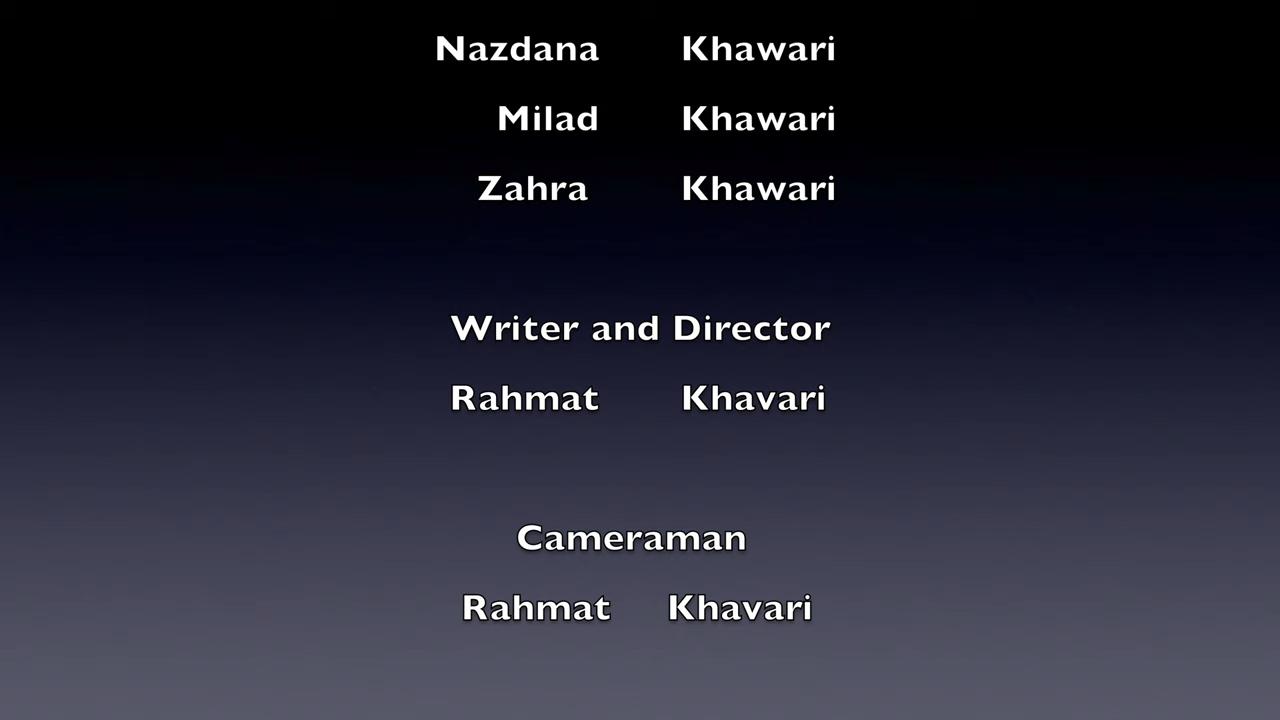 Nazdana Khawari
Milad Khawari
Zahra Khawari
Writer and Director
Rahmat Khavari
Cameraman
Rahmat Khavari